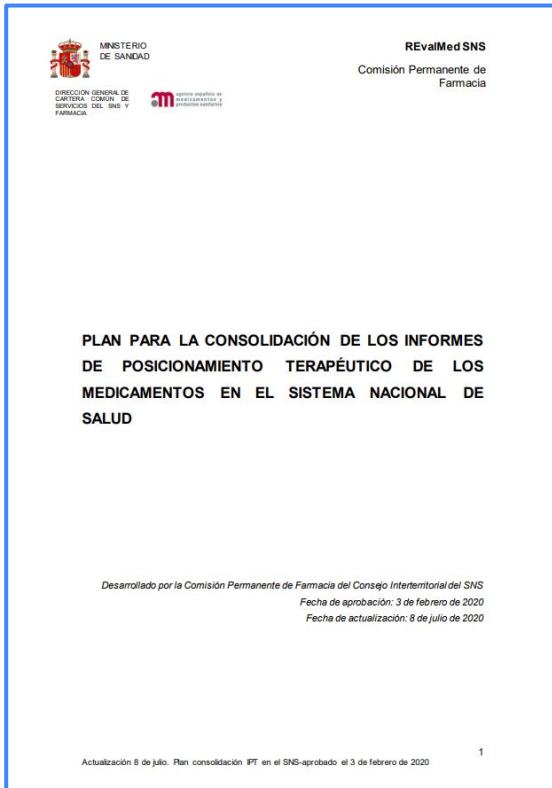 MINISTERIO
DE SANIDAD
REvalMed SNS
Comisión Permanente de
Farmacia
DIRECCIÓN GENERAL DE
CARTERA COMÚN DE
SERVICIOS DEL SNS Y
FARMACIA
agencia española de
medicamentos y
productos sanitarios
PLAN PARA LA CONSOLIDACIÓN DE LOS INFORMES
DE POSICIONAMIENTO TERAPÉUTICO DE LOS
MEDICAMENTOS EN EL SISTEMA NACIONAL DE
SALUD
Desarrollado por la Comisión Permanente de Farmacia del Consejo Interterritorial del SNS
Fecha de aprobación: 3 de febrero de 2020
Fecha de actualización: 8 de julio de 2020
1
Actualización 8 de julio. Plan consolidación IPT en el SNS-aprobado el 3 de febrero de 2020